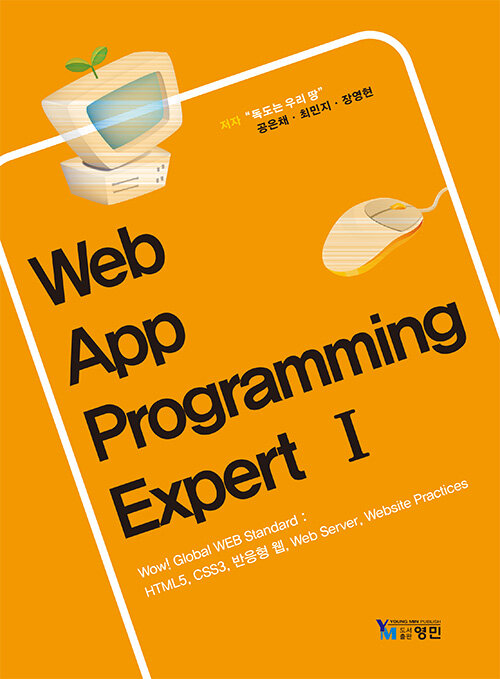 저자 "독도는 우리 땅"
공은채 · 최민지 · 장영현
Web
App
Programming
Expert I
Wow! Global WEB Standard :
HTML5, CSS3, 반응형 웹, Web Server, Website Practices
YM
YOUNG MIN PUBLISH
도서
출판
영민